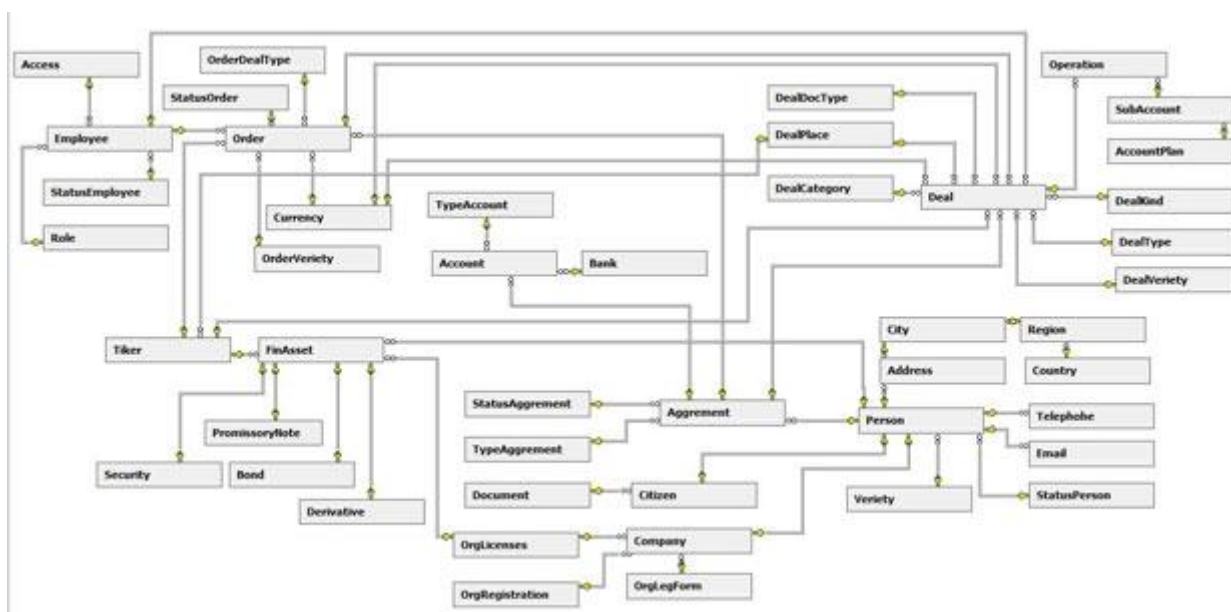 Access
OrderDealType
Operation
StatusOrder
DealDocType
SubAccount
Employee
Order
DealPlace
AccountPlan
StatusEmployee
DealCategory
Deal
DealKind
Currency
TypeAccount
Role
OrderVeriety
Account
Bank
DealType
DealVeriety
Tiker
FinAsset
City
Region
Address
Country
StatusAggrement
Aggrement
Person
Telephohe
PromissoryNote
TypeAggrement
Email
Security
Bond
Document
Citizen
Veriety
StatusPerson
Derivative
OrgLicenses
Company
OrgRegistration
OrgLegForm